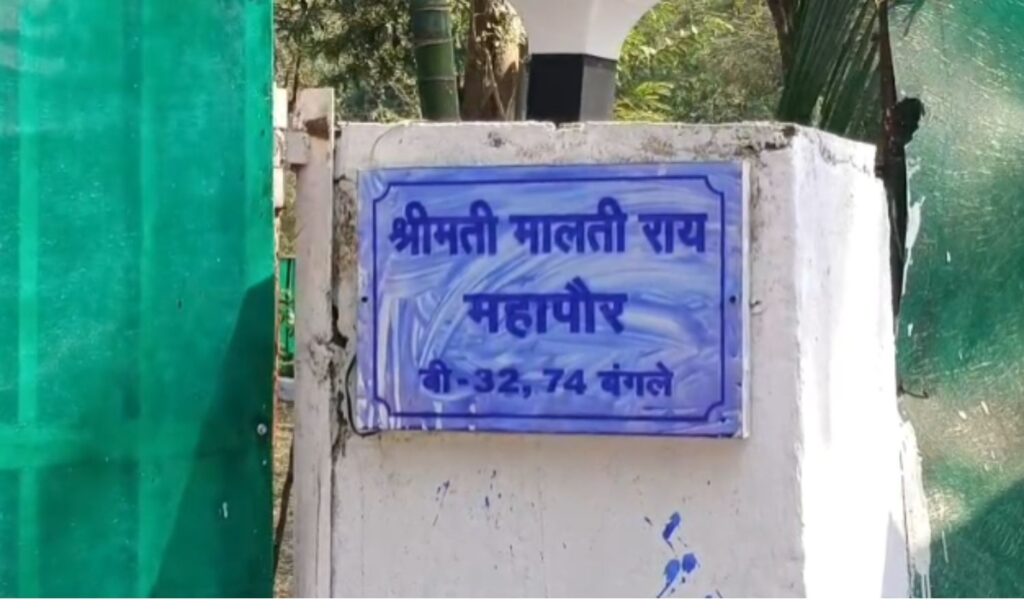 श्रीमती मालती राय
महापौर
बी-32, 74 बंगले